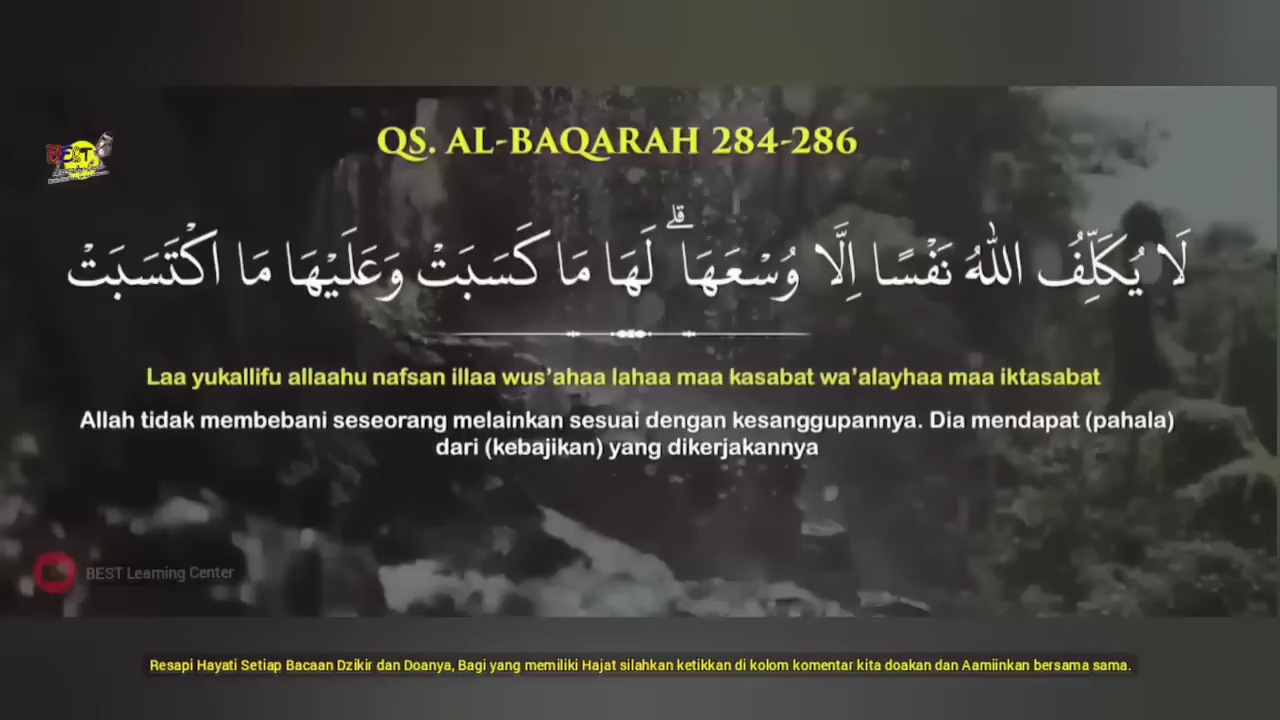 BEST
QS. AL-BAQARAH 284-286
لَا يُكَلِّفُ اللّٰهُ نَفْسًا اِلَّا وُسْعَهَا ۗ لَهَا مَا كَسَبَتْ وَعَلَيْهَا مَا اكْتَسَبَتْ
Laa yukallifu allaahu nafsan illaa wus’ahaa lahaa maa kasabat wa’alayhaa maa iktasabat
Allah tidak membebani seseorang melainkan sesuai dengan kesanggupannya. Dia mendapat (pahala)
dari (kebajikan) yang dikerjakannya
BEST Learning Center
Resapi Hayati Setiap Bacaan Dzikir dan Doanya, Bagi yang memiliki Hajat silahkan ketikkan di kolom komentar kita doakan dan Aamiinkan bersama sama.